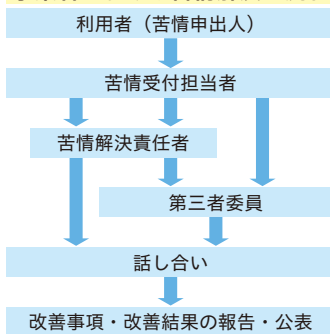 利用者（苦情申出人）
苦情受付担当者
苦情解決責任者
第三者委員
話し合い
改善事項・改善結果の報告・公表